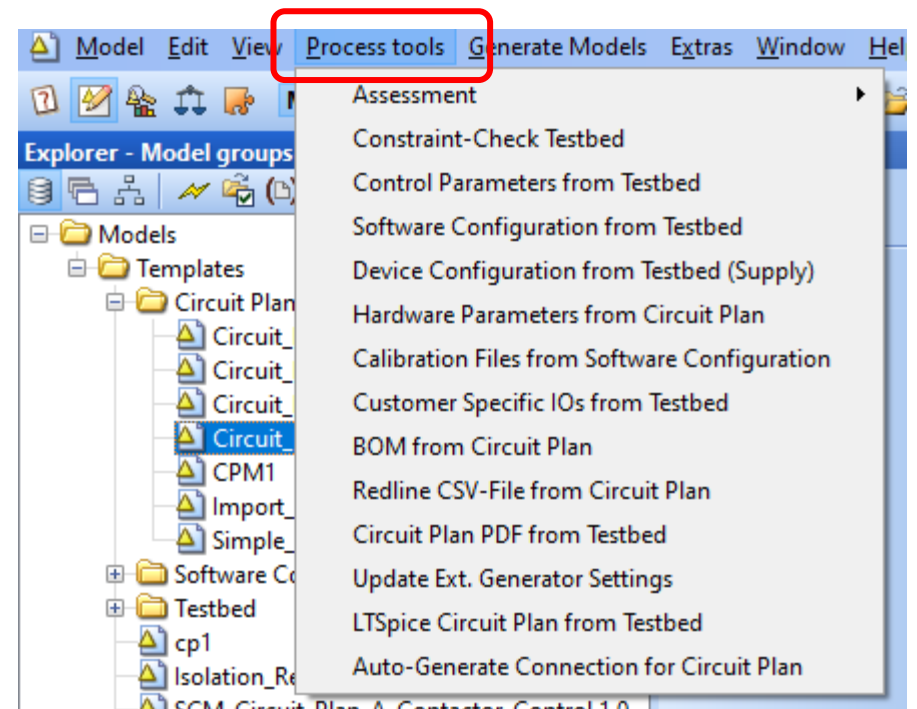 Model Edit View Process tools Generate Models Extras Window
Explorer - Model groups
Models
Templates
Circuit Plan
Circuit_
Circuit_
Circuit_
Circuit_
CPM1
Import_
Simple_
Software
Testbed
cp1
Isolation_Re
Assessment
Constraint-Check Testbed
Control Parameters from Testbed
Software Configuration from Testbed
Device Configuration from Testbed (Supply)
Hardware Parameters from Circuit Plan
Calibration Files from Software Configuration
Customer Specific IOs from Testbed
BOM from Circuit Plan
Redline CSV-File from Circuit Plan
Circuit Plan PDF from Testbed
Update Ext. Generator Settings
LTSpice Circuit Plan from Testbed
Auto-Generate Connection for Circuit Plan